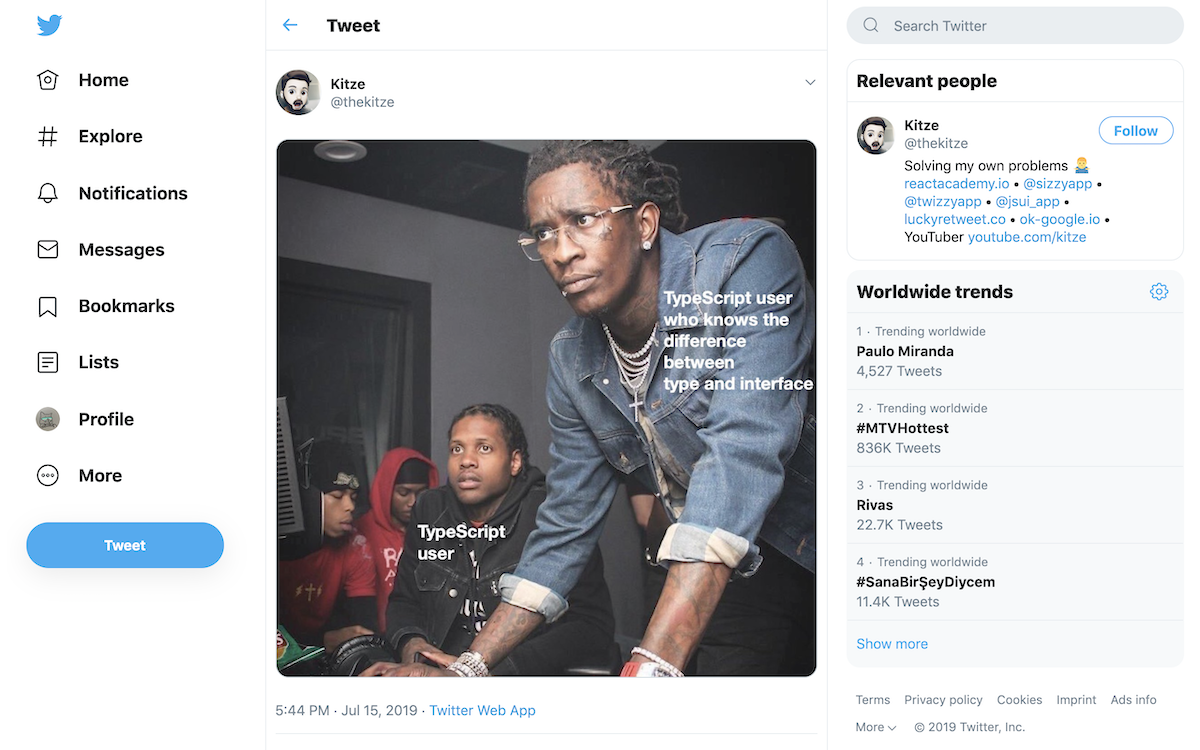 Home
Explore
Notifications
Messages
Bookmarks
Lists
Profile
More
Tweet
Tweet
Kitze
@thekitze
TypeScript user
who knows the
difference
between
type and interface
TypeScript
user
5:44 PM · Jul 15, 2019 · Twitter Web App
Search Twitter
Relevant people
Kitze
@thekitze
Follow
Solving my own problems
reactacademy.io • @sizzyapp •
@twizzyapp • @jsui_app •
luckyretweet.co • ok-google.io •
YouTuber youtube.com/kitze
Worldwide trends
1 · Trending worldwide
Paulo Miranda
4,527 Tweets
2 · Trending worldwide
#MTVHottest
836K Tweets
3 · Trending worldwide
Rivas
22.7K Tweets
4 · Trending worldwide
#SanaBirŞeyDiycem
11.4K Tweets
Show more
Terms Privacy policy Cookies Imprint Ads info
More © 2019 Twitter, Inc.